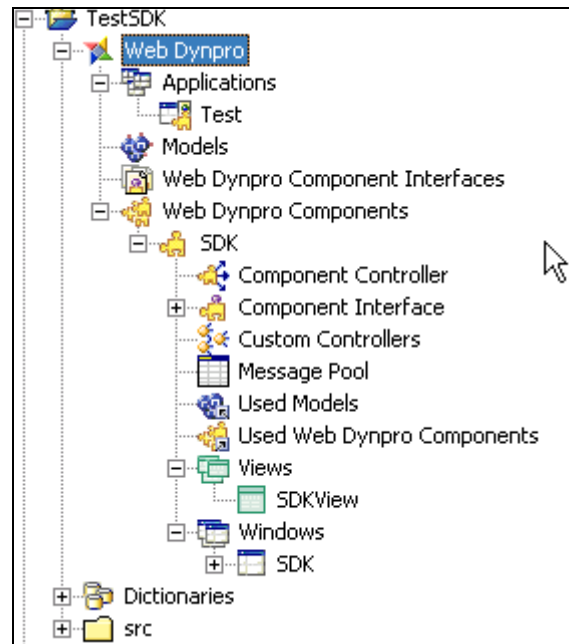 TestSDK
Web Dynpro
Applications
Test
Models
Web Dynpro Component Interfaces
Web Dynpro Components
SDK
Component Controller
Component Interface
Custom Controllers
Message Pool
Used Models
Used Web Dynpro Components
Views
SDKView
Windows
SDK
Dictionaries
src